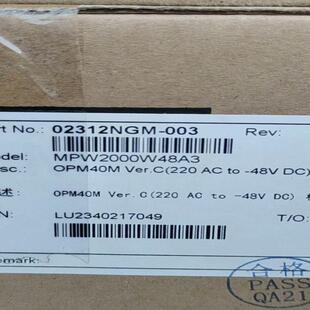 rt No.: 02312NGM-003 Rev:
odel: MPW2000W48A3
sc.: OPM40M Ver.C(220 AC to -48V DC)
述: OPM40M Ver.C(220 AC to -48V DC)
N: LU2340217049 T/O:
emark:
合格
PASS
QA21